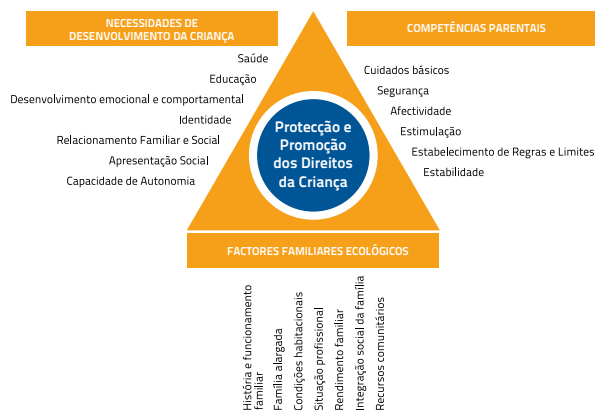 NECESSIDADES DE
DESENVOLVIMENTO DA CRIANÇA
Saúde
Educação
Desenvolvimento emocional e comportamental
Identidade
Relacionamento Familiar e Social
Apresentação Social
Capacidade de Autonomia
COMPETÊNCIAS PARENTAIS
Cuidados básicos
Segurança
Afectividade
Estimulação
Estabelecimento de Regras e Limites
Estabilidade
Protecção e
Promoção
dos Direitos
da Criança
FACTORES FAMILIARES ECOLÓGICOS
História e funcionamento
familiar
Família alargada
Condições habitacionais
Situação profissional
Rendimento familiar
Integração social da família
Recursos comunitários